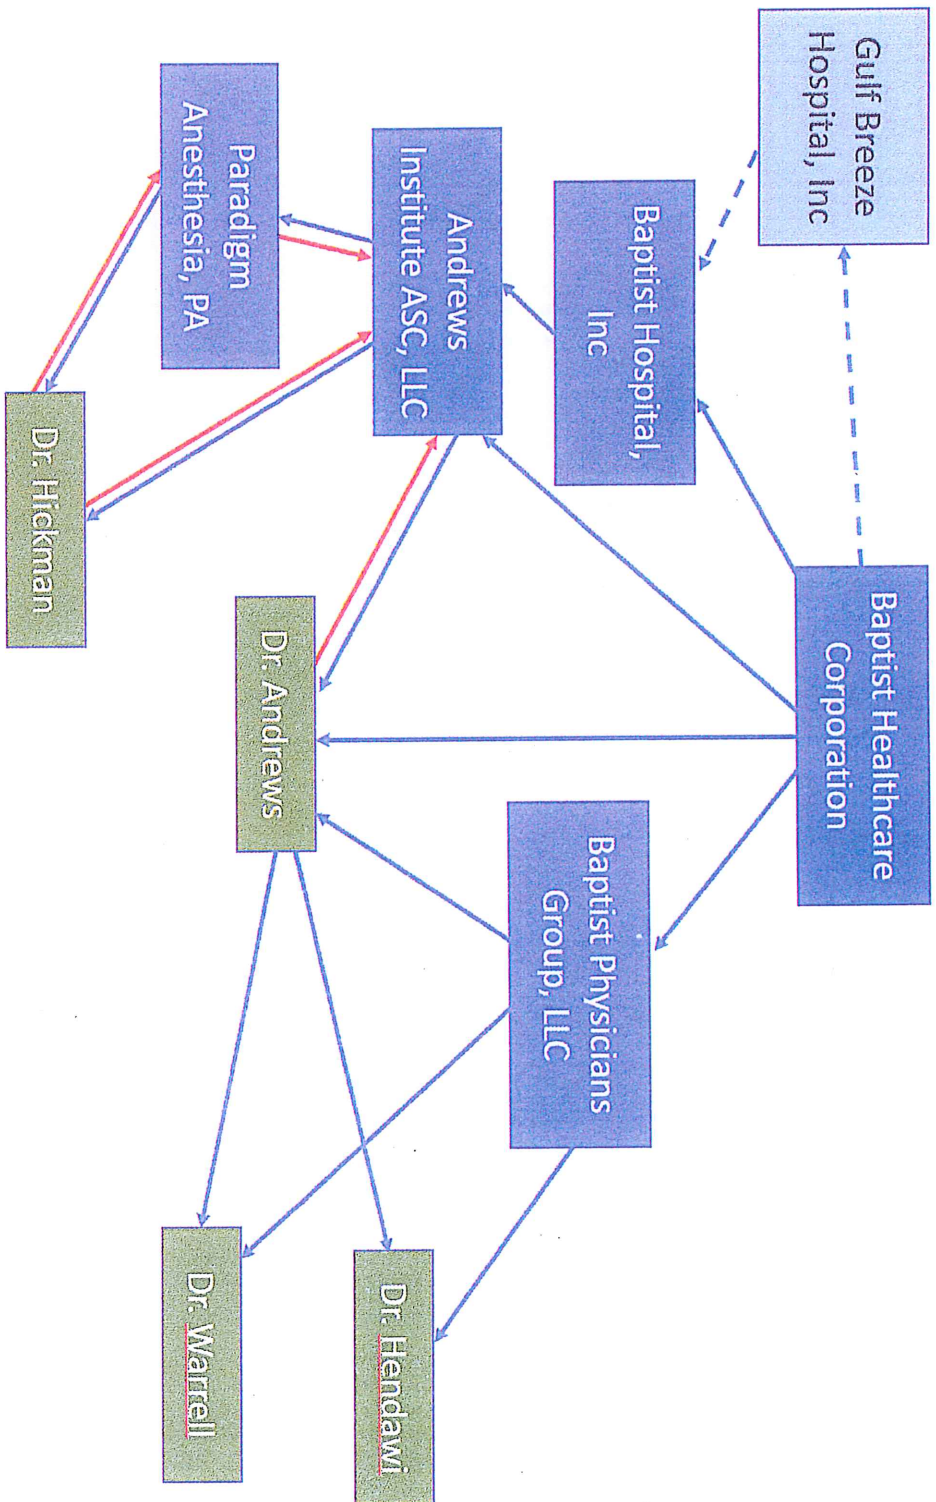 Gulf Breeze
Hospital, Inc
Baptist Healthcare
Corporation
Baptist Hospital,
Inc
Baptist Physicians
Group, LLC
Andrews
Institute ASC, LLC
Paradigm
Anesthesia, PA
Dr. Andrews
Dr. Hendawi
Dr. Hickman
Dr. Warrell